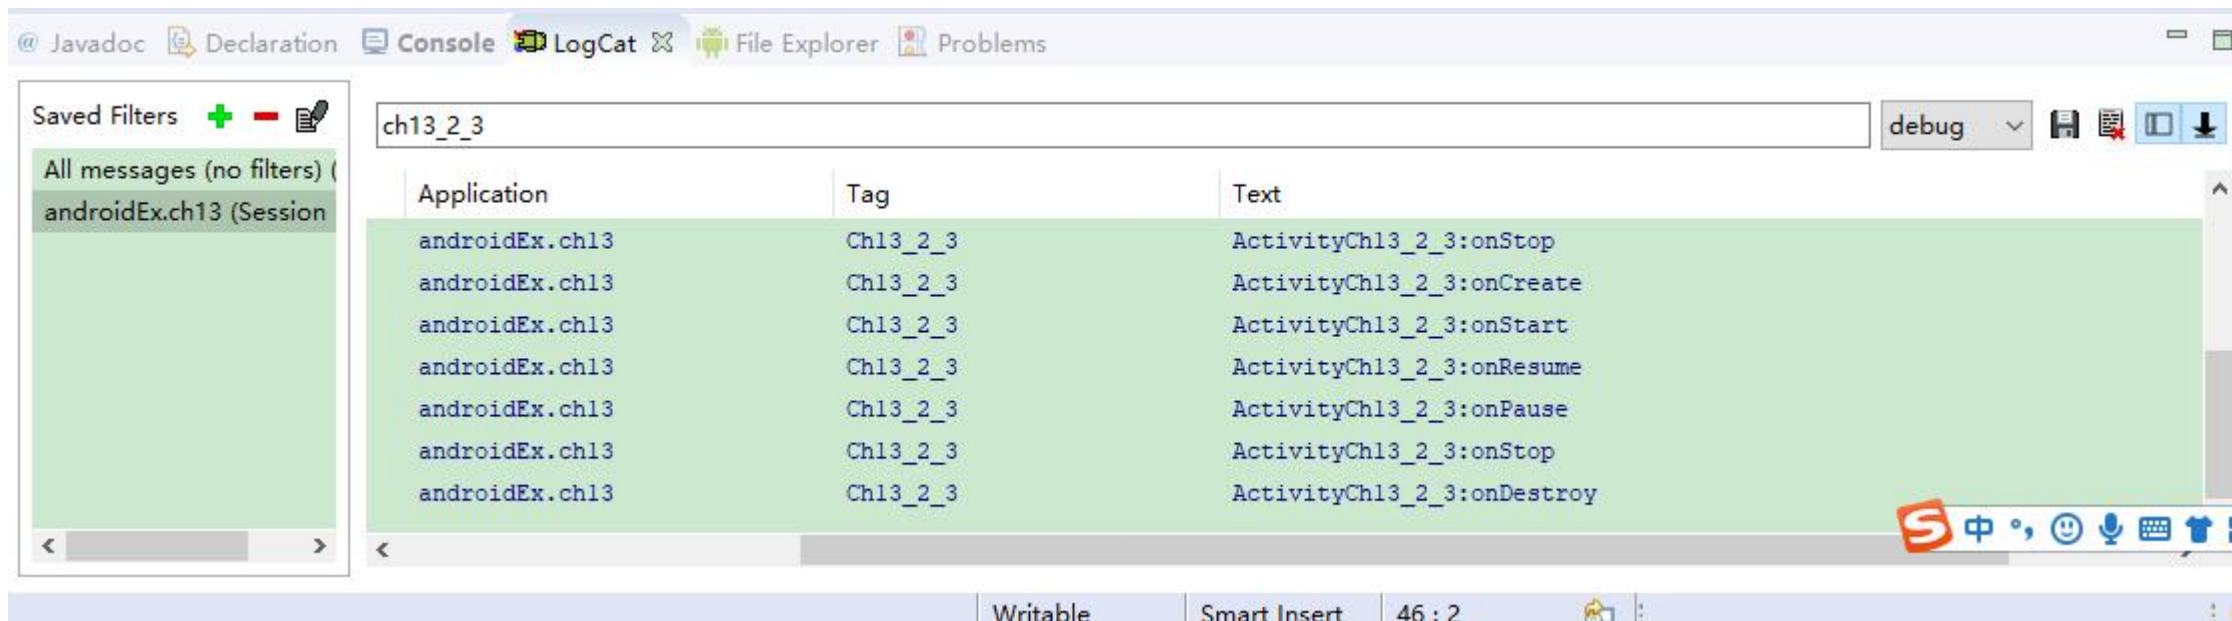 @ Javadoc Declaration Console LogCat File Explorer Problems
Saved Filters
ch13_2_3
debug
All messages (no filters) (
androidEx.ch13 (Session
Application Tag Text
androidEx.ch13 Ch13_2_3 ActivityCh13_2_3:onStop
androidEx.ch13 Ch13_2_3 ActivityCh13_2_3:onCreate
androidEx.ch13 Ch13_2_3 ActivityCh13_2_3:onStart
androidEx.ch13 Ch13_2_3 ActivityCh13_2_3:onResume
androidEx.ch13 Ch13_2_3 ActivityCh13_2_3:onPause
androidEx.ch13 Ch13_2_3 ActivityCh13_2_3:onStop
androidEx.ch13 Ch13_2_3 ActivityCh13_2_3:onDestroy
S 中 °,
Writable Smart Insert 46 : 2